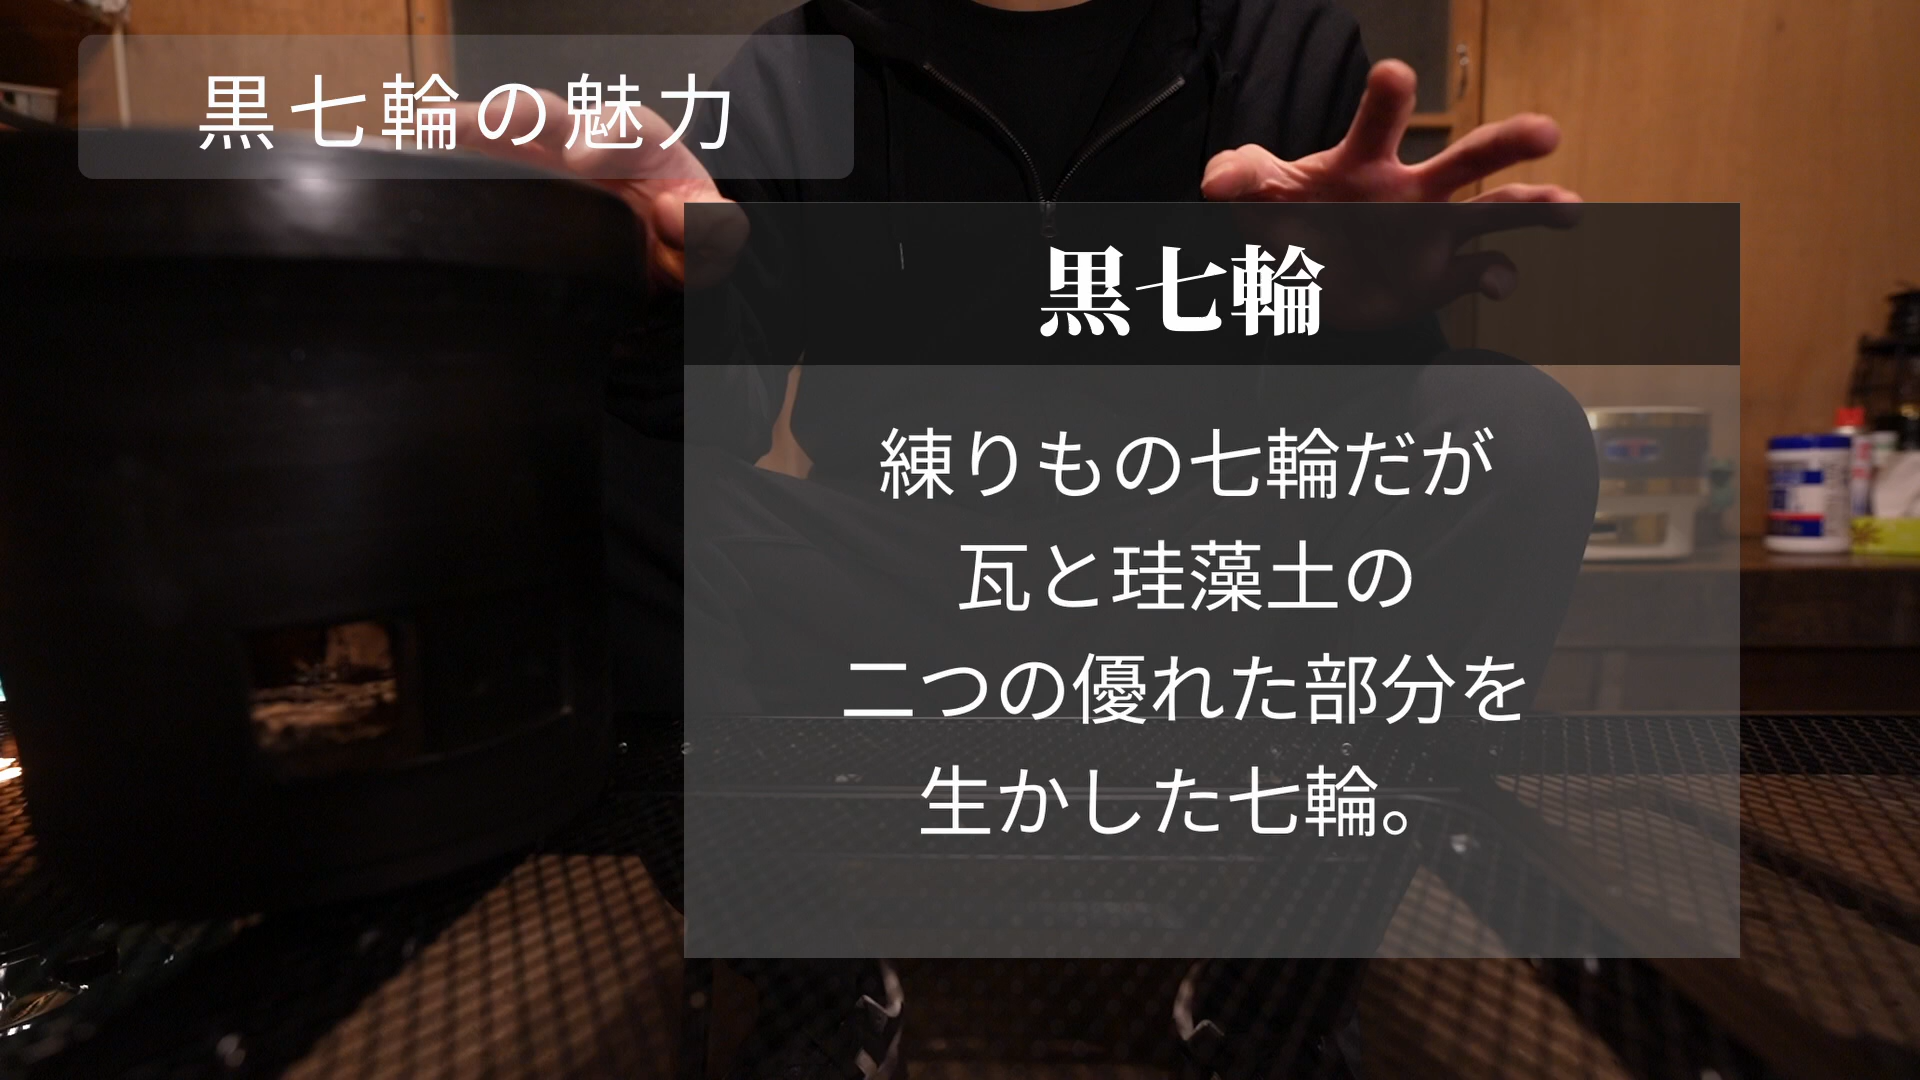 黒七輪の魅力
黒七輪
練りもの七輪だが
瓦と珪藻土の
二つの優れた部分を
生かした七輪。